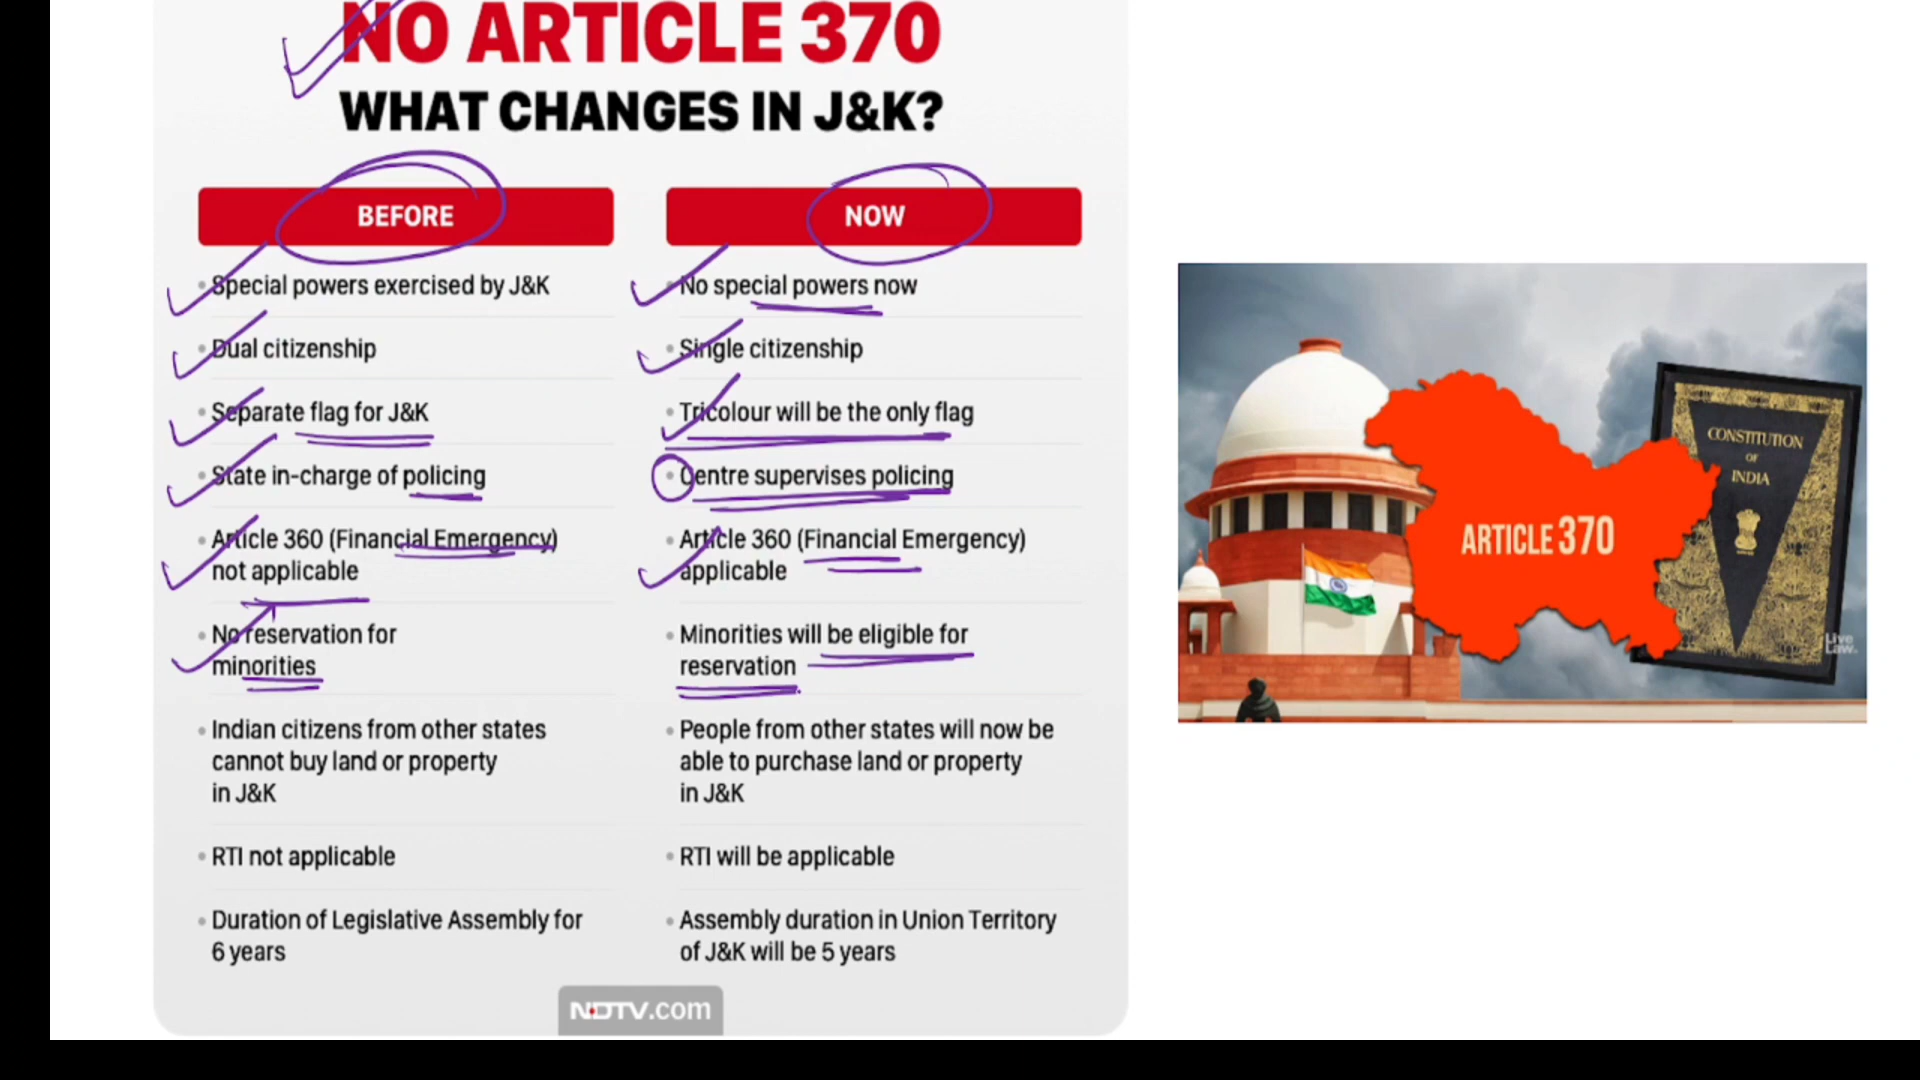 NO ARTICLE 370
WHAT CHANGES IN J&K?
BEFORE
NOW
• Special powers exercised by J&K
• No special powers now
• Dual citizenship
• Single citizenship
• Separate flag for J&K
• Tricolour will be the only flag
• State in-charge of policing
• Centre supervises policing
• Article 360 (Financial Emergency)
not applicable
• Article 360 (Financial Emergency)
applicable
• No reservation for
minorities
• Minorities will be eligible for
reservation
• Indian citizens from other states
cannot buy land or property
in J&K
• People from other states will now be
able to purchase land or property
in J&K
• RTI not applicable
• RTI will be applicable
• Duration of Legislative Assembly for
6 years
• Assembly duration in Union Territory
of J&K will be 5 years
NDTV.com
ARTICLE 370
CONSTITUTION
OF
INDIA
Live
Law